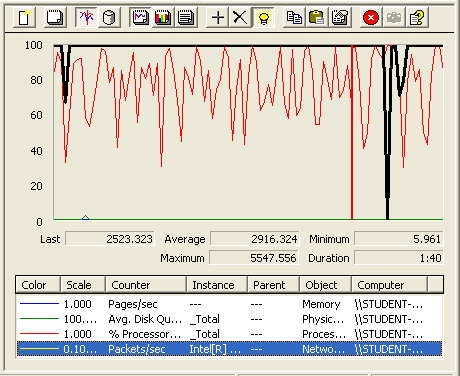 100
80
60
40
20
0
Last 2523.323 Average 2916.324 Minimum 5.961
Maximum 5547.556 Duration 1:40
Color Scale Counter Instance Parent Object Computer
1.000 Pages/sec --- --- Memory \\STUDENT-...
100.... Avg. Disk Qu... _Total --- Physic... \\STUDENT-...
1.000 % Processor... _Total --- Proces... \\STUDENT-...
0.10... Packets/sec Intel[R] ... --- Netwo... \\STUDENT-...